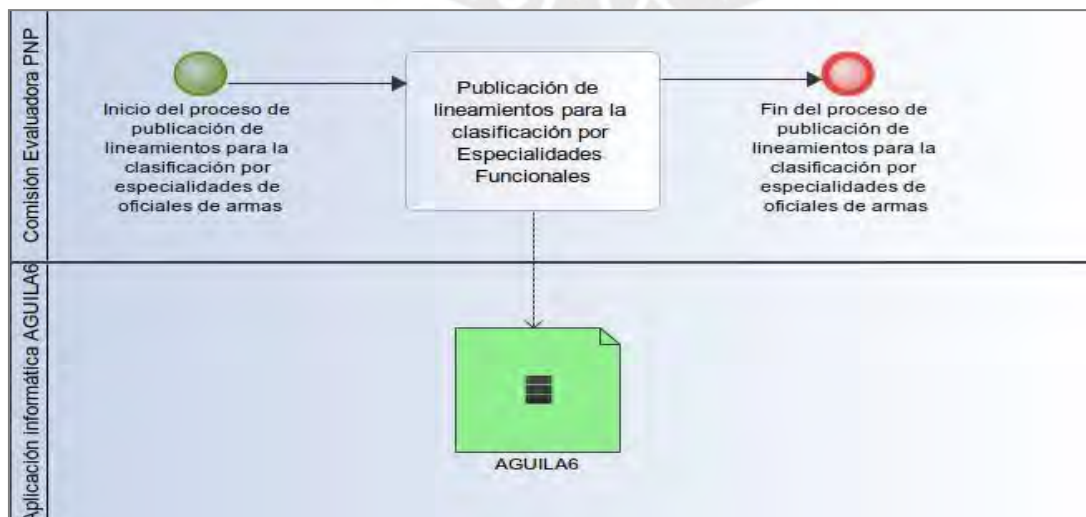 Comisión Evaluadora PNP
Inicio del proceso de
publicación de
lineamientos para la
clasificación por
especialidades de
oficiales de armas
Publicación de
lineamientos para la
clasificación por
Especialidades
Funcionales
Fin del proceso de
publicación de
lineamientos para la
clasificación por
especialidades de
oficiales de armas
Aplicación informática AGUILA6
AGUILA6